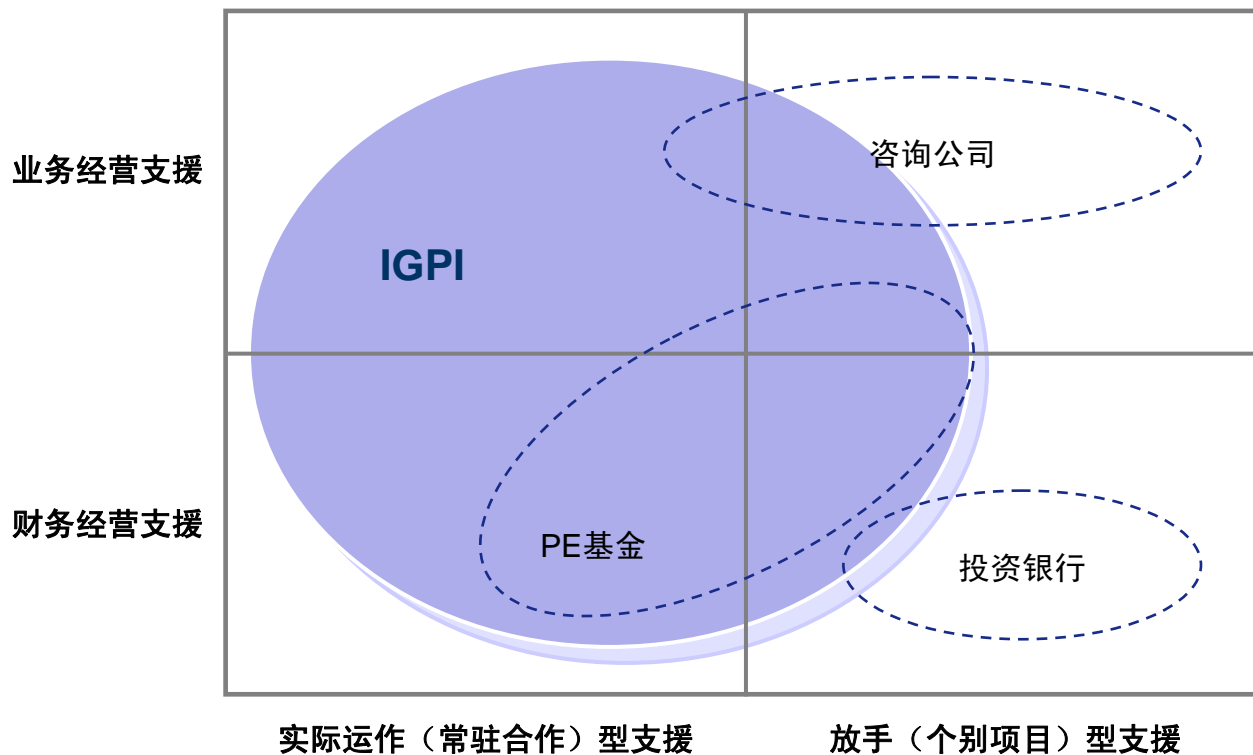 业务经营支援
咨询公司
IGPI
财务经营支援
PE基金
投资银行
实际运作（常驻合作）型支援
放手（个别项目）型支援